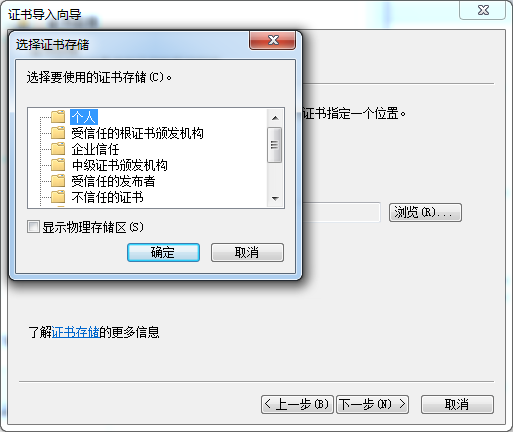 证书导入向导
选择证书存储
选择要使用的证书存储(C)。
个人
受信任的根证书颁发机构
企业信任
中级证书颁发机构
受信任的发布者
不信任的证书
显示物理存储区(S)
确定 取消
证书指定一个位置。
浏览(R)...
了解证书存储的更多信息
< 上一步(B) 下一步(N) > 取消